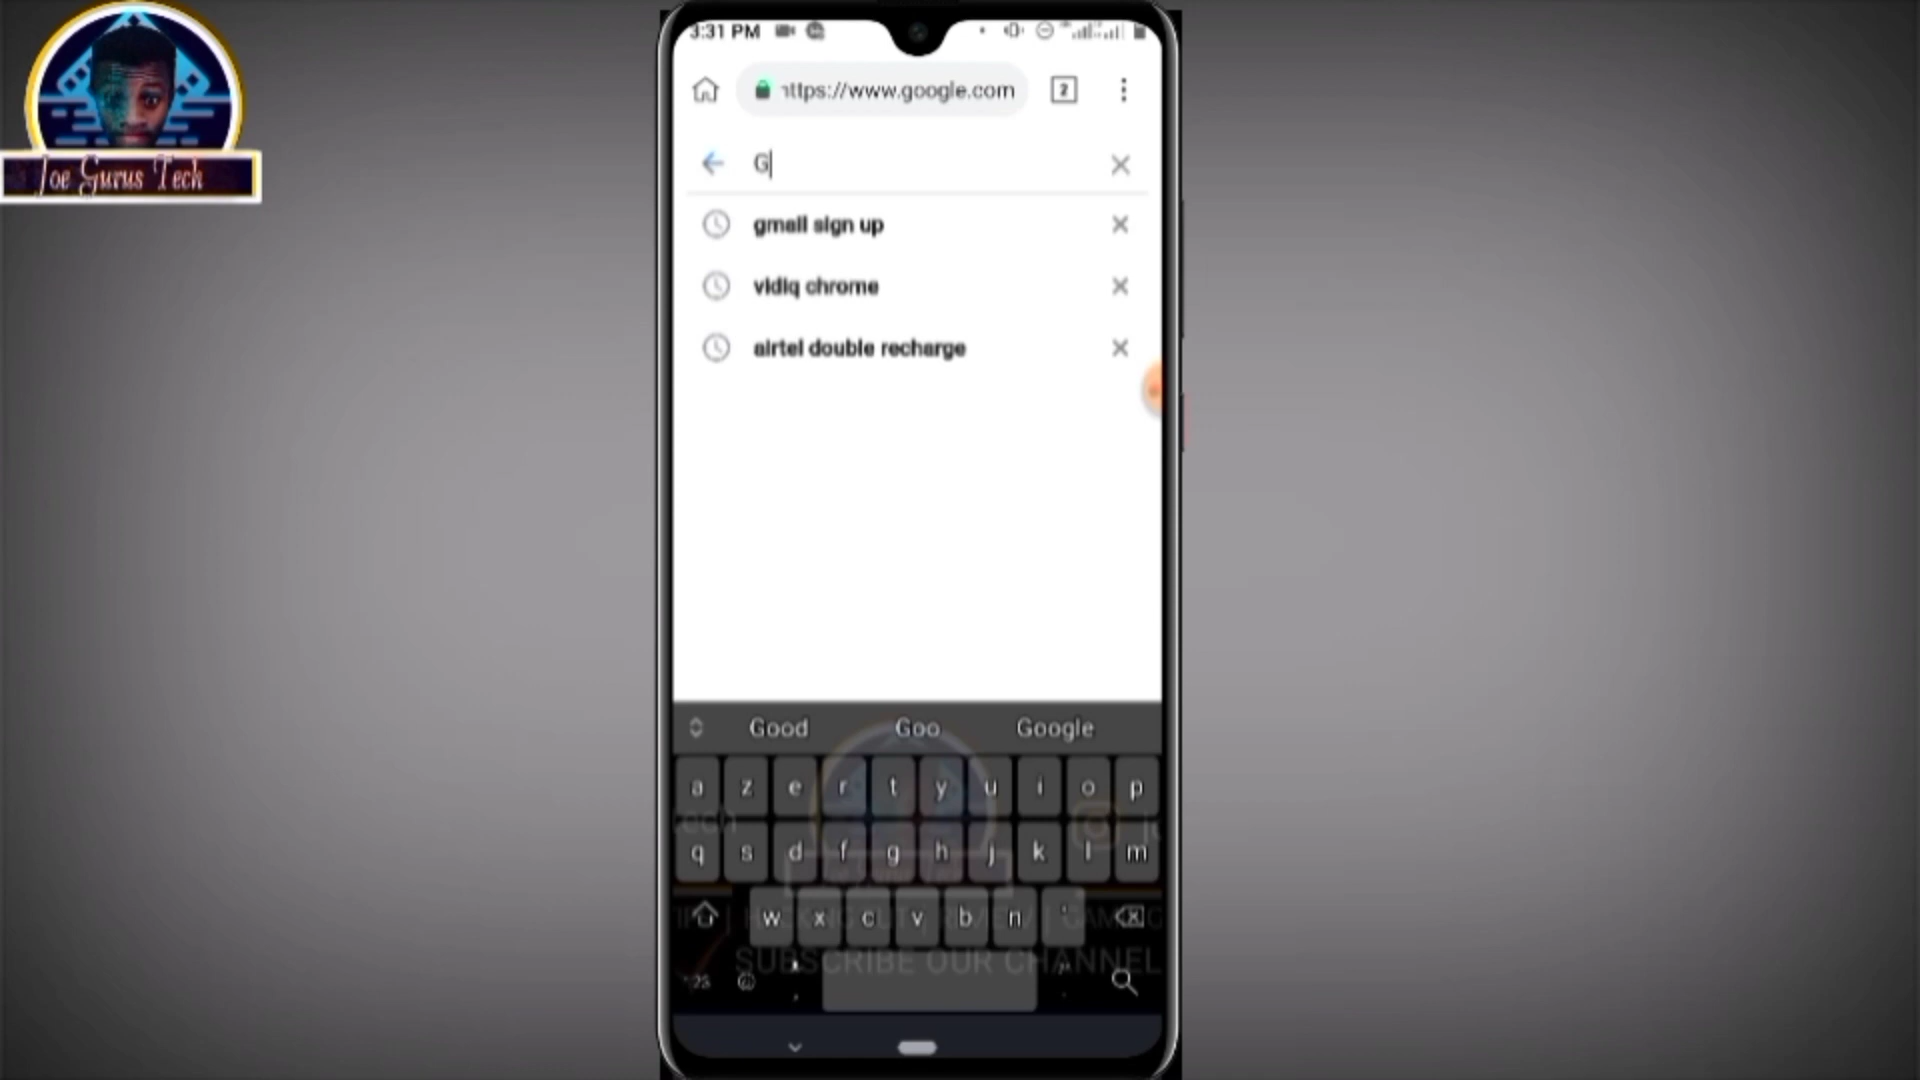 Joe Gurus Tech
3:31 PM
https://www.google.com
2
G
gmail sign up
vidiq chrome
airtel double recharge
Good Goo Google
a z e r t y u i o p
q s d f g h j k l m
w x c v b n '
SUBSCRIBE OUR CHANNEL